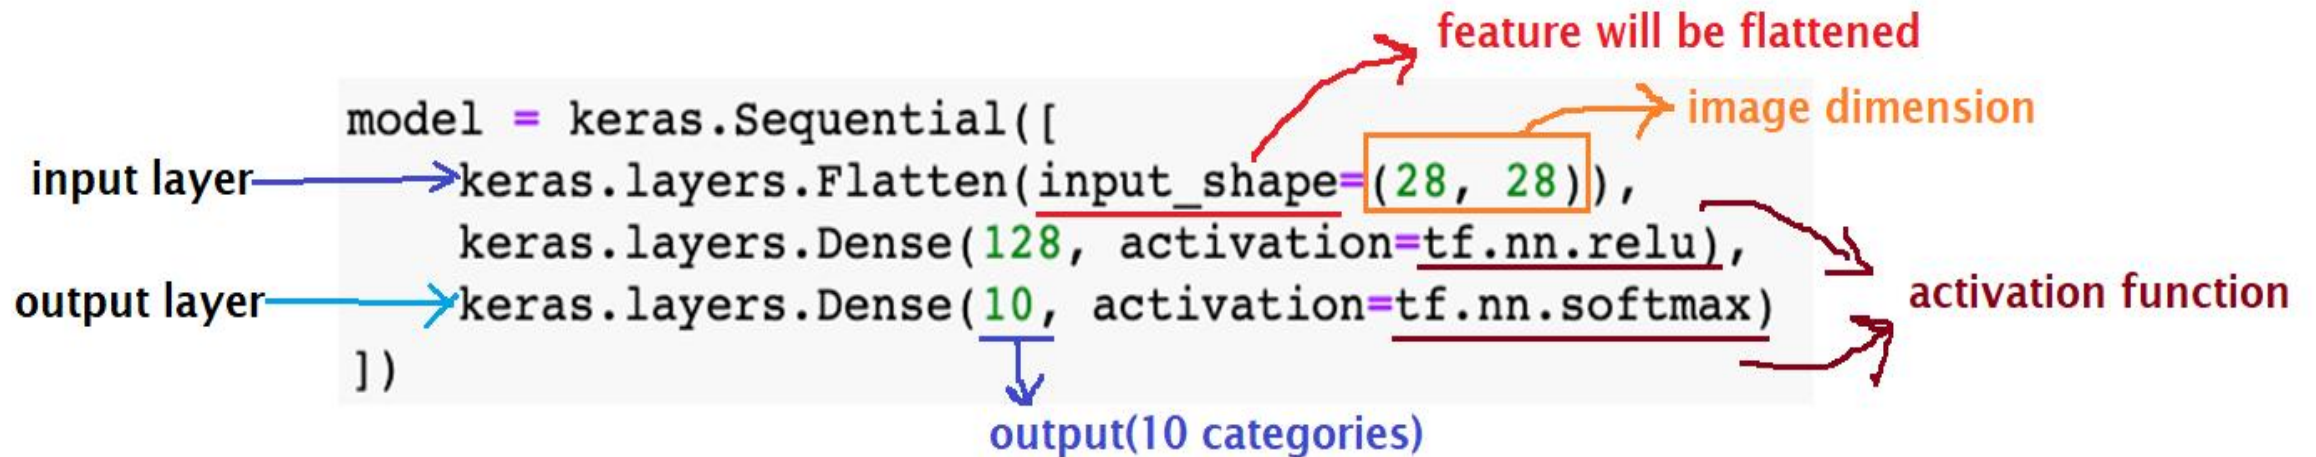 feature will be flattened
image dimension
model = keras.Sequential([
input layer
keras.layers.Flatten(input_shape=(28, 28)),
keras.layers.Dense(128, activation=tf.nn.relu),
activation function
output layer
keras.layers.Dense(10, activation=tf.nn.softmax)
])
output(10 categories)